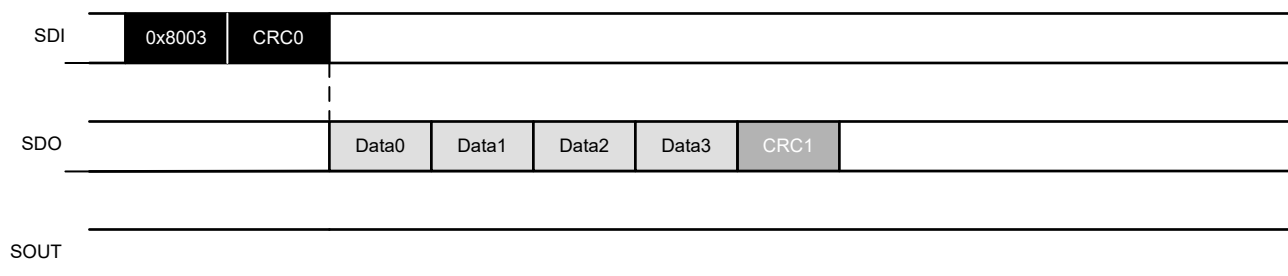 SDI 0x8003 CRC0
SDO Data0 Data1 Data2 Data3 CRC1
SOUT